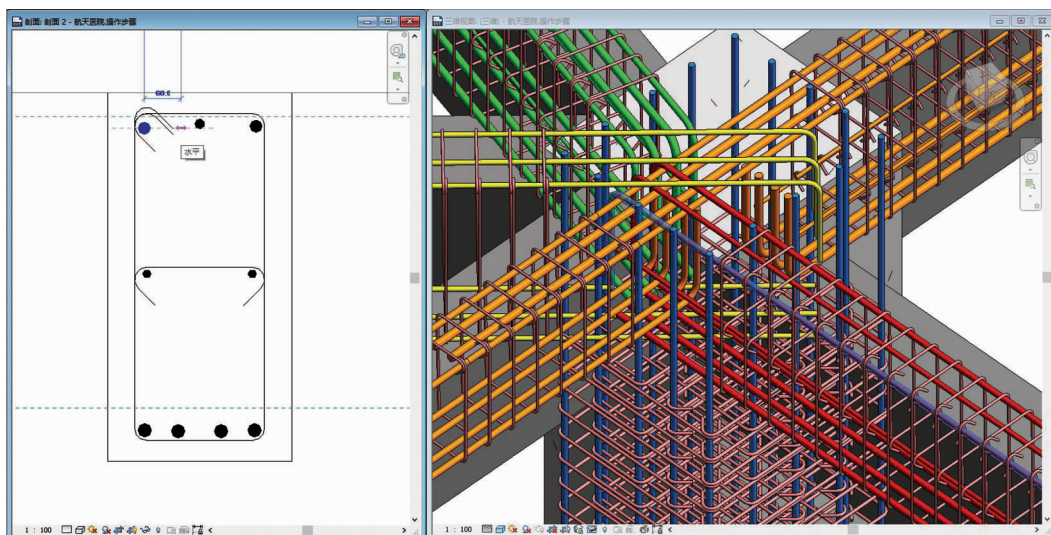 剖面: 剖面 2 - 航天医院.操作步骤
2D
60.0
水平
1 : 100
三维视图: {三维} - 航天医院.操作步骤
1 : 100